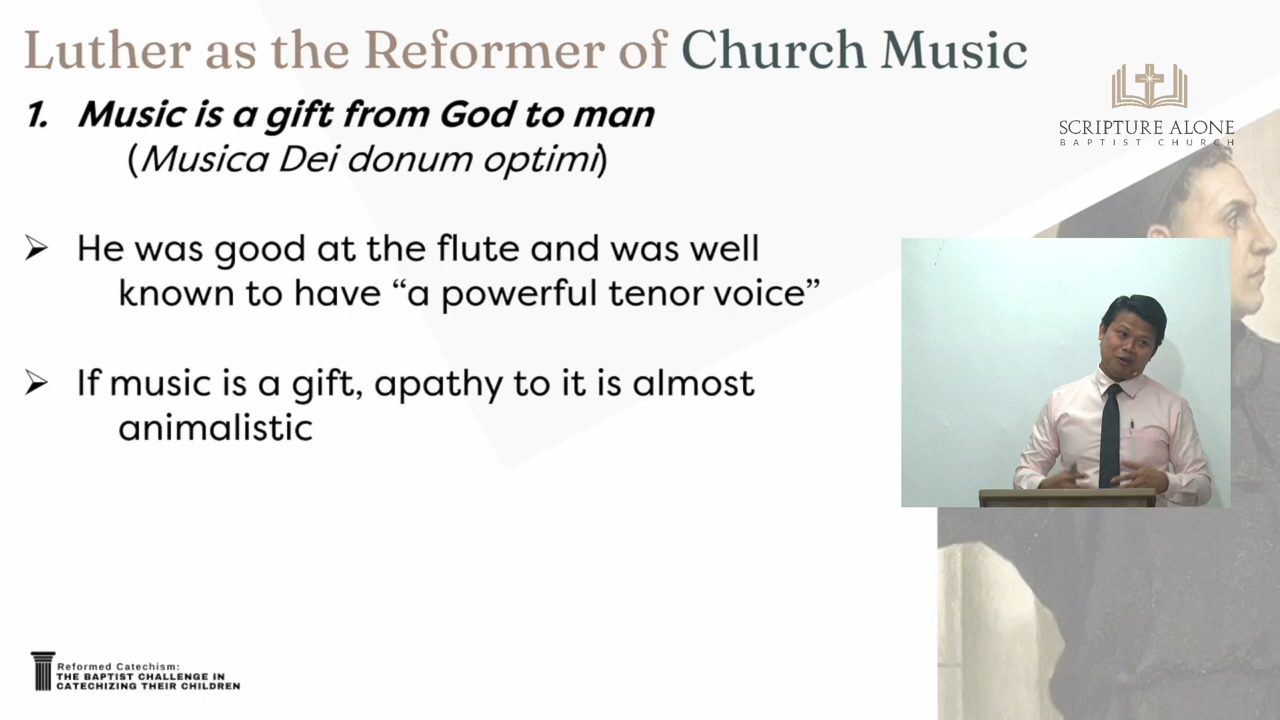 Luther as the Reformer of Church Music
1. Music is a gift from God to man
(Musica Dei donum optimi)
SCRIPTURE ALONE
BAPTIST CHURCH
➢ He was good at the flute and was well
known to have “a powerful tenor voice”
➢ If music is a gift, apathy to it is almost
animalistic
Reformed Catechism:
THE BAPTIST CHALLENGE IN
CATECHIZING THEIR CHILDREN